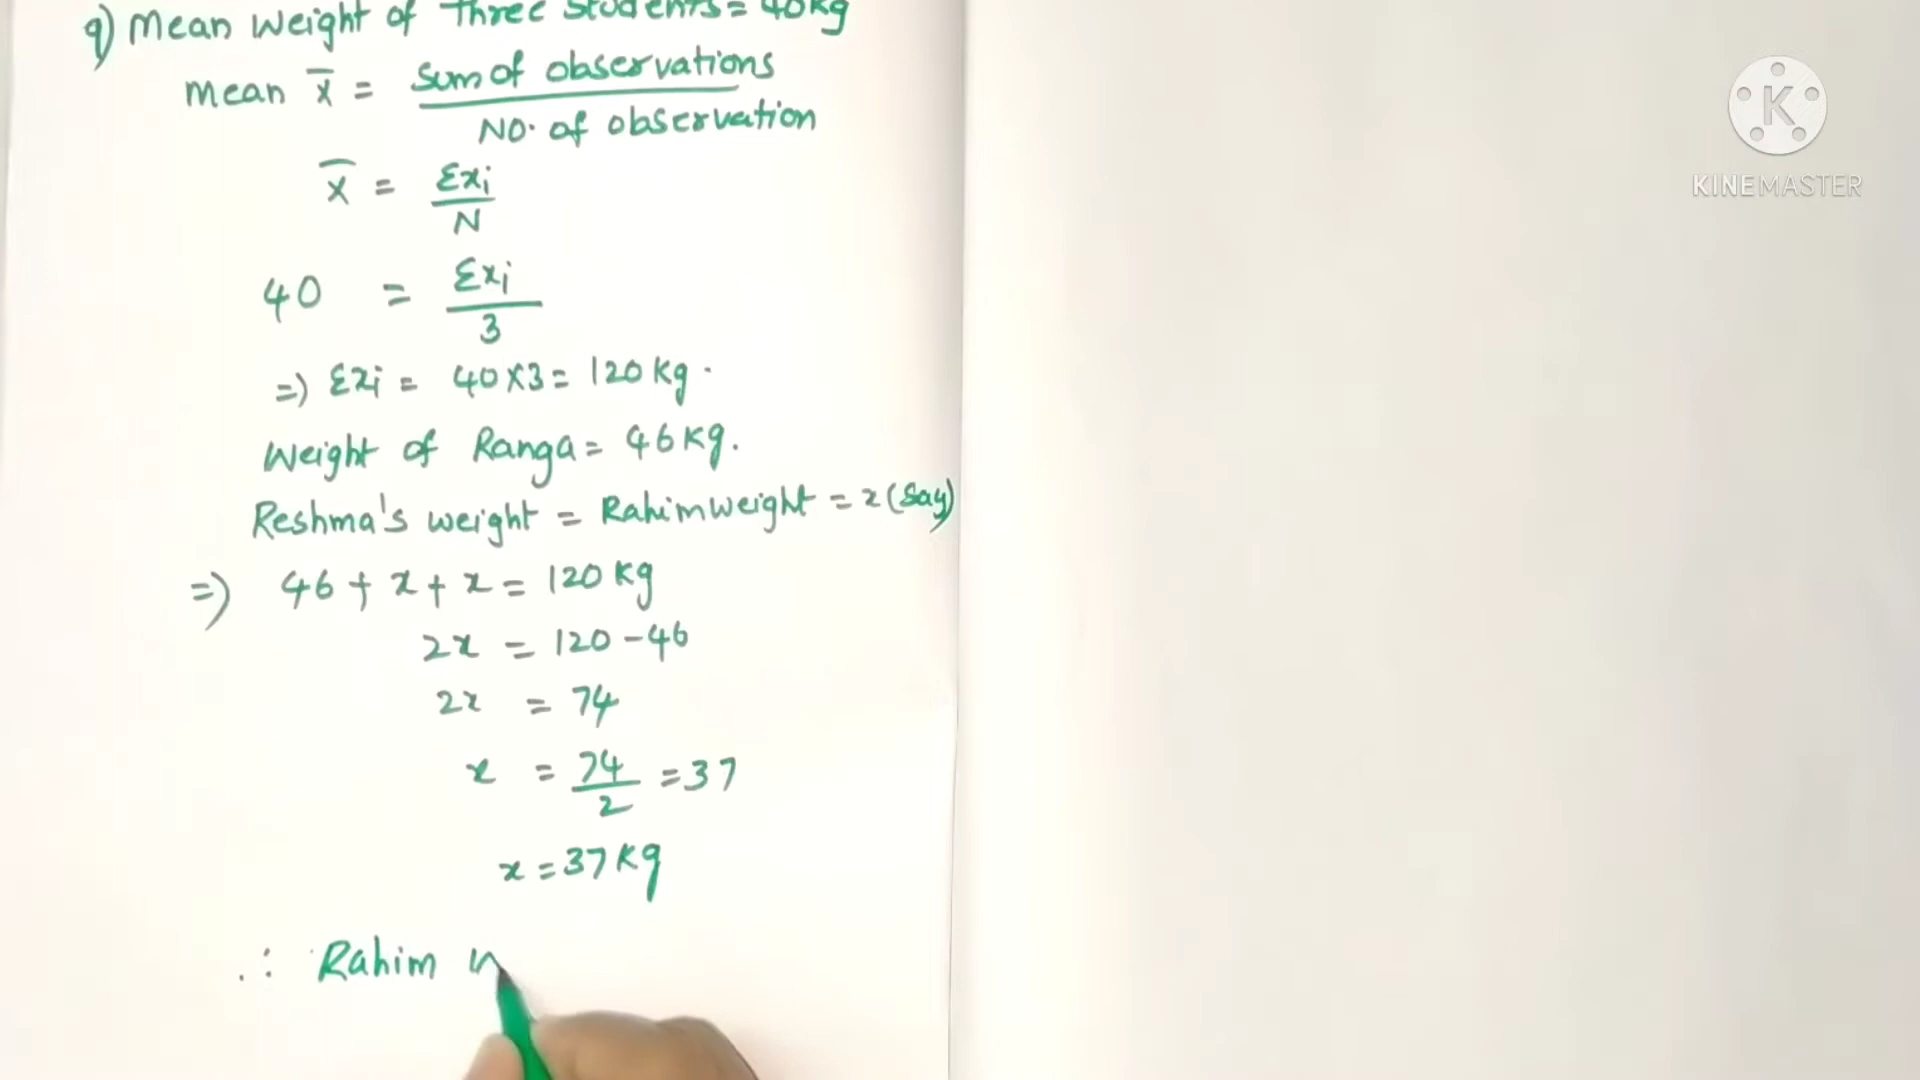 9) Mean Weight of Three Students = 40Kg
Mean x̅ = Sum of observations
No. of observation
x̅ = Σxi
N
40 = Σxi
3
=) Σxi = 40×3 = 120 Kg.
Weight of Ranga = 46 Kg.
Reshma's weight = Rahim weight = x (Say)
=) 46 + x + x = 120 Kg
2x = 120 - 46
2x = 74
x = 74 = 37
2
x = 37 Kg
∴ Rahim
K
KINEMASTER